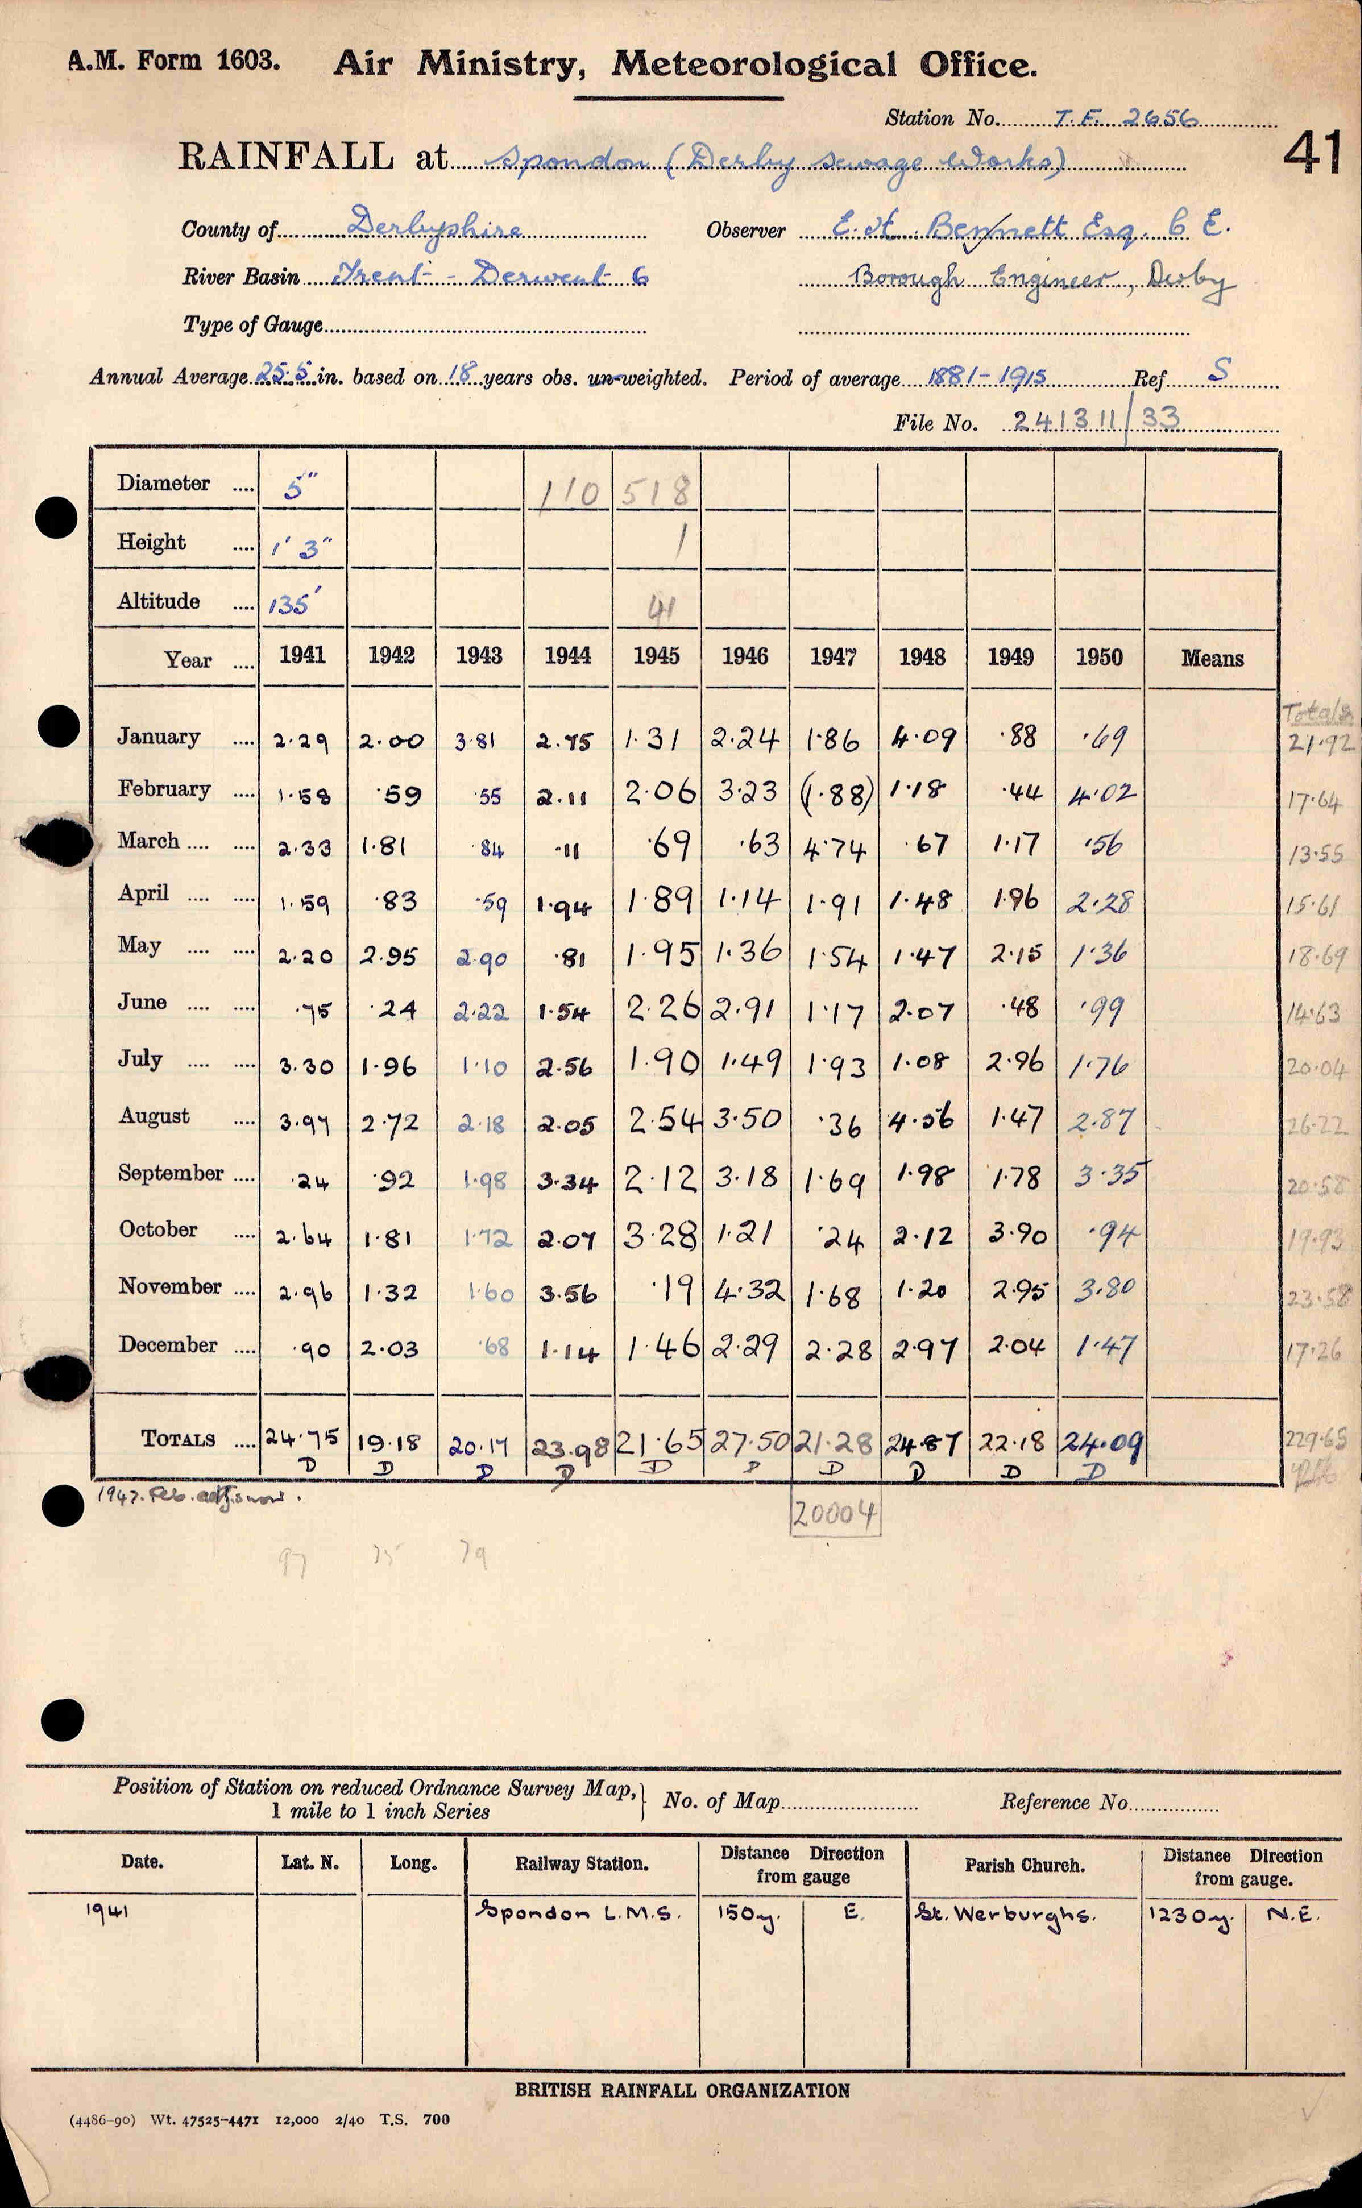 A.M. Form 1603. Air Ministry, Meteorological Office.
Station No. T.F. 2656
41
RAINFALL at Spondon (Derby Sewage Works)
County of Derbyshire Observer E.H. Bennett Esq. C E.
River Basin Trent - Derwent 6 Borough Engineer, Derby
Type of Gauge
Annual Average 25.5 in. based on 18 years obs. un-weighted. Period of average 1881-1915 Ref S
File No. 241311/33
Diameter .... 5" 110 518
Height .... 1' 3" 1
Altitude .... 135' 41
Year .... 1941 1942 1943 1944 1945 1946 1947 1948 1949 1950 Means
Totals
January .... 2.29 2.00 3.81 2.75 1.31 2.24 1.86 4.09 .88 .69 21.92
February .... 1.58 .59 .55 2.11 2.06 3.23 (1.88) 1.18 .44 4.02 17.64
March .... .... 2.33 1.81 .84 .11 .69 .63 4.74 .67 1.17 .56 13.55
April .... .... 1.59 .83 .59 1.94 1.89 1.14 1.91 1.48 1.96 2.28 15.61
May .... .... 2.20 2.95 2.90 .81 1.95 1.36 1.54 1.47 2.15 1.36 18.69
June .... .... .75 .24 2.22 1.54 2.26 2.91 1.17 2.07 .48 .99 14.63
July .... .... 3.30 1.96 1.10 2.56 1.90 1.49 1.93 1.08 2.96 1.76 20.04
August .... 3.97 2.72 2.18 2.05 2.54 3.50 .36 4.56 1.47 2.87 26.22
September .... .24 .92 1.98 3.34 2.12 3.18 1.69 1.98 1.78 3.35 20.58
October .... 2.64 1.81 1.72 2.07 3.28 1.21 .24 2.12 3.90 .94 19.93
November .... 2.96 1.32 1.60 3.56 .19 4.32 1.68 1.20 2.95 3.80 23.58
December .... .90 2.03 .68 1.14 1.46 2.29 2.28 2.97 2.04 1.47 17.26
TOTALS .... 24.75 19.18 20.17 23.98 21.65 27.50 21.28 24.87 22.18 24.09 229.65
D D D D D D D D D D
1947. Feb. adj. snow.
20004
97 75 79
Position of Station on reduced Ordnance Survey Map, 1 mile to 1 inch Series } No. of Map Reference No.
Date. Lat. N. Long. Railway Station. Distance Direction from gauge Parish Church. Distance Direction from gauge.
1941 Spondon L.M.S. 150y. E. St. Werburghs. 1230y. N.E.
BRITISH RAINFALL ORGANIZATION
(4486-90) Wt. 47525-4471 12,000 2/40 T.S. 700